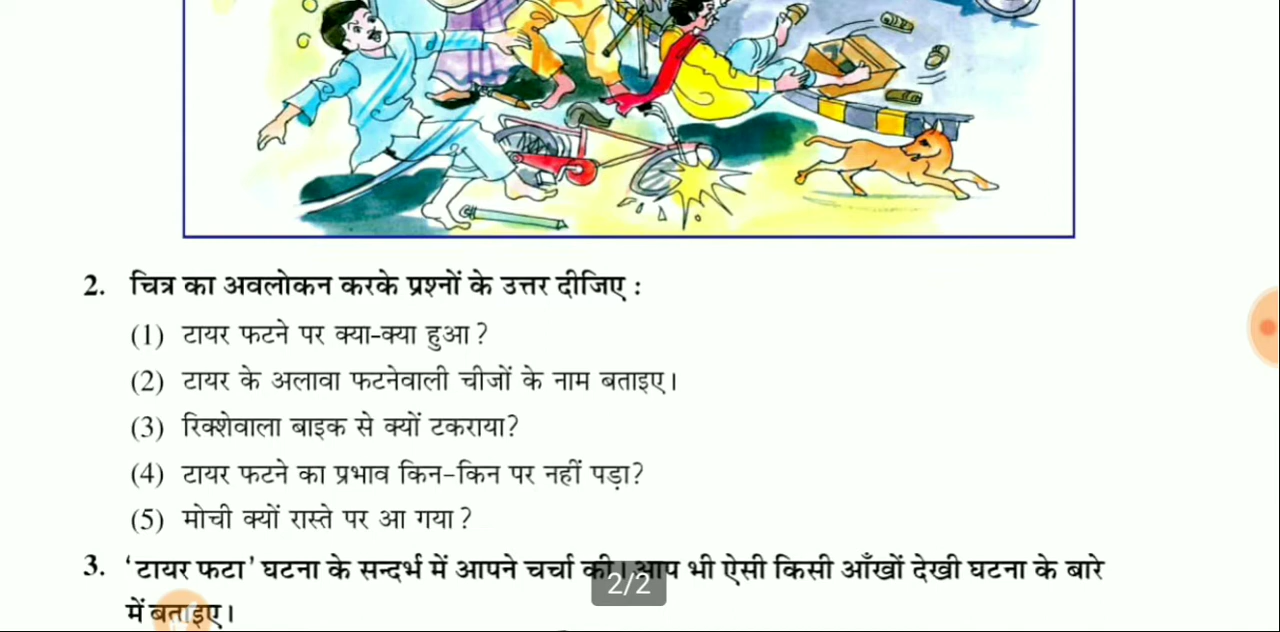 2. चित्र का अवलोकन करके प्रश्नों के उत्तर दीजिए :
(1) टायर फटने पर क्या-क्या हुआ ?
(2) टायर के अलावा फटनेवाली चीजों के नाम बताइए।
(3) रिक्शेवाला बाइक से क्यों टकराया?
(4) टायर फटने का प्रभाव किन-किन पर नहीं पड़ा?
(5) मोची क्यों रास्ते पर आ गया ?
3. ‘टायर फटा’ घटना के सन्दर्भ में आपने चर्चा की आप भी ऐसी किसी आँखों देखी घटना के बारे
2/2
में बताइए।